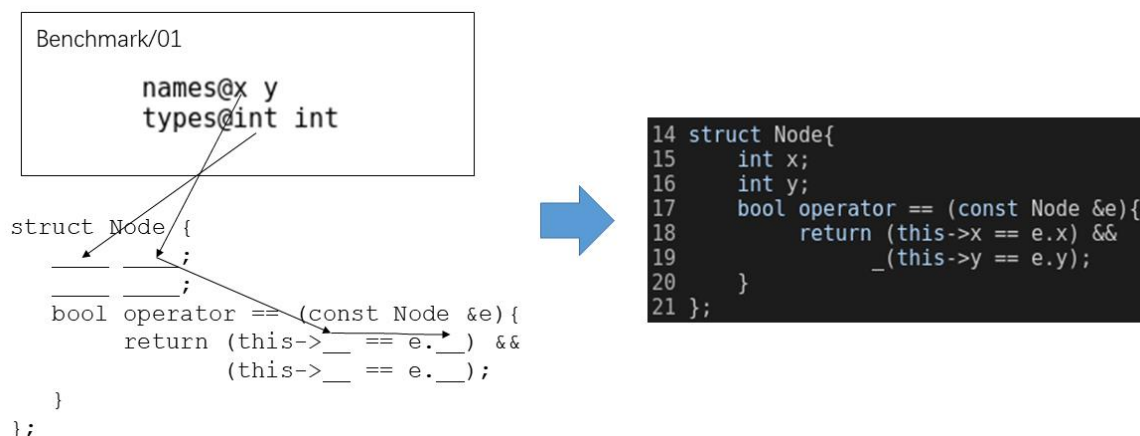 Benchmark/01
names@x y
types@int int
struct Node {
____ ____;
____ ____;
bool operator == (const Node &e){
return (this->__ == e.__) &&
(this->__ == e.__);
}
};
14 struct Node{
15 int x;
16 int y;
17 bool operator == (const Node &e){
18 return (this->x == e.x) &&
19 _(this->y == e.y);
20 }
21 };